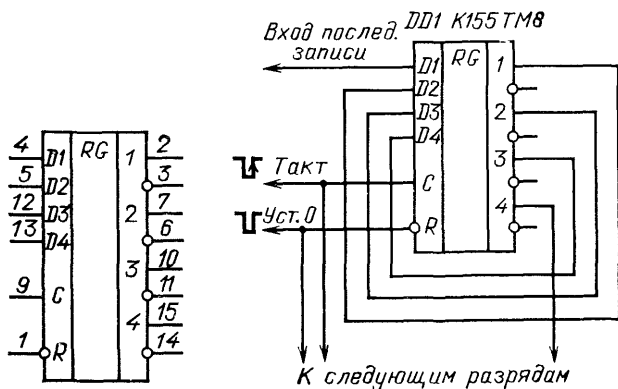 Вход послед.
записи
DD1 К155ТМ8
D1 RG 1
D2
D3 2
D4
3
Такт C
4
Уст.0 R
К следующим разрядам
4 D1 RG 1 2
3
5 D2
12 D3 2 7
13 D4 6
3 10
9 C 11
4 15
1 R 14